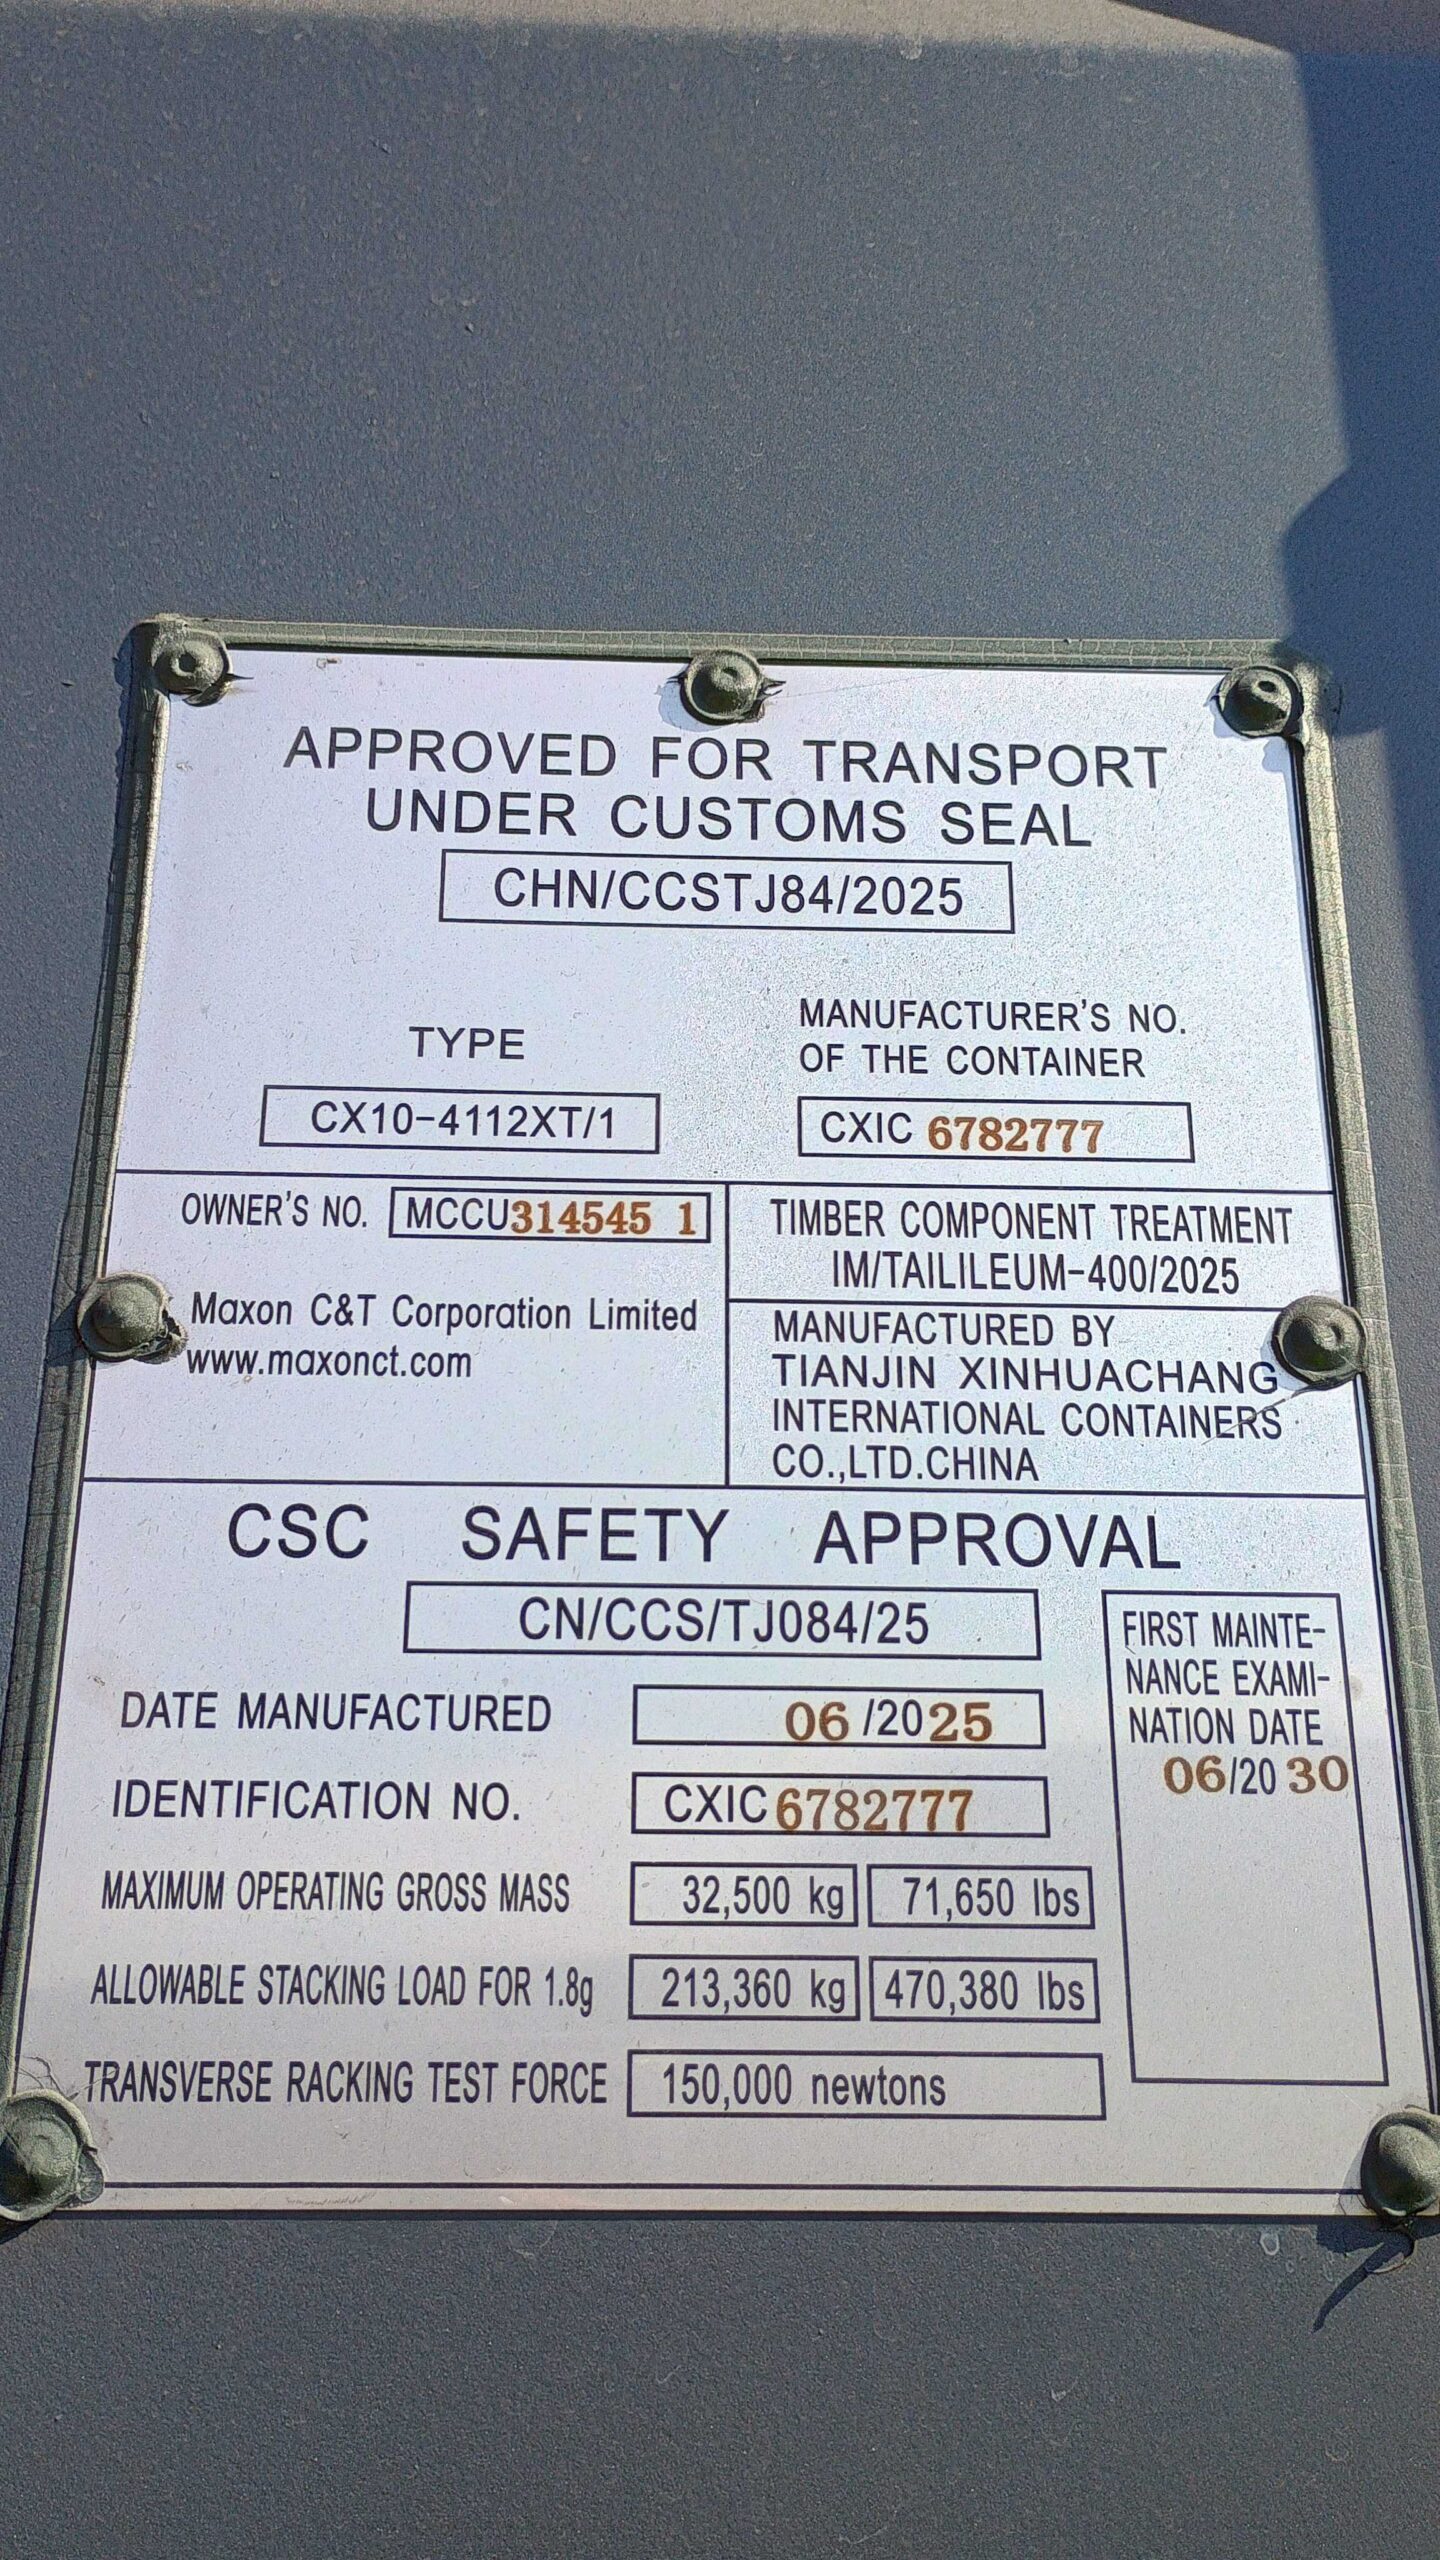 APPROVED FOR TRANSPORT
UNDER CUSTOMS SEAL
CHN/CCSTJ84/2025
TYPE
CX10-4112XT/1
MANUFACTURER'S NO.
OF THE CONTAINER
CXIC 6782777
OWNER'S NO. MCCU314545 1
Maxon C&T Corporation Limited
www.maxonct.com
TIMBER COMPONENT TREATMENT
IM/TAILILEUM-400/2025
MANUFACTURED BY
TIANJIN XINHUACHANG
INTERNATIONAL CONTAINERS
CO.,LTD.CHINA
CSC SAFETY APPROVAL
CN/CCS/TJ084/25
DATE MANUFACTURED 06/2025
IDENTIFICATION NO. CXIC6782777
MAXIMUM OPERATING GROSS MASS 32,500 kg 71,650 lbs
ALLOWABLE STACKING LOAD FOR 1.8g 213,360 kg 470,380 lbs
TRANSVERSE RACKING TEST FORCE 150,000 newtons
FIRST MAINTE-
NANCE EXAMI-
NATION DATE
06/20 30